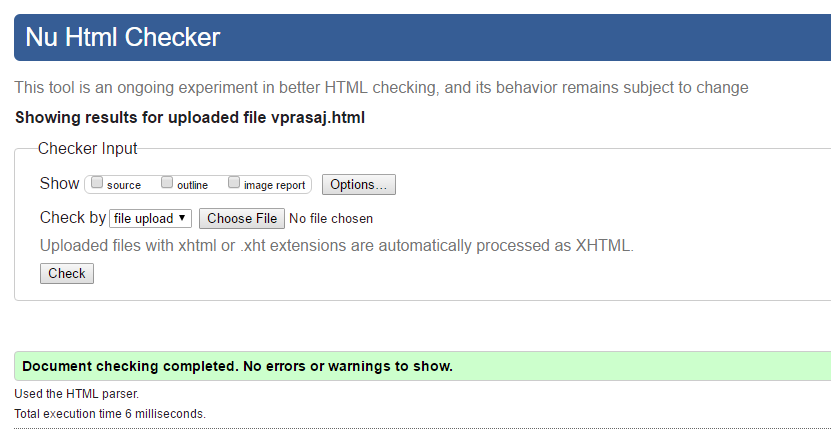 Nu Html Checker
This tool is an ongoing experiment in better HTML checking, and its behavior remains subject to change
Showing results for uploaded file vprasaj.html
Checker Input
Show source outline image report Options...
Check by file upload Choose File No file chosen
Uploaded files with xhtml or .xht extensions are automatically processed as XHTML.
Check
Document checking completed. No errors or warnings to show.
Used the HTML parser.
Total execution time 6 milliseconds.